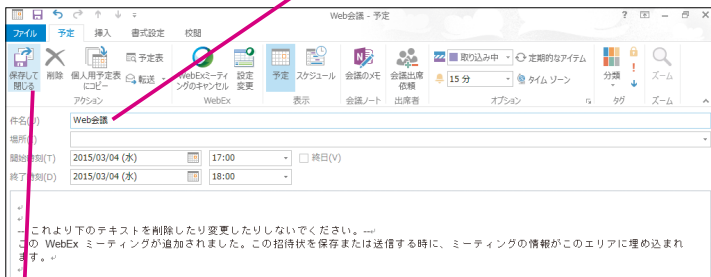 Web会議 - 予定
ファイル 予定 挿入 書式設定 校閲
保存して閉じる 削除 個人用予定表にコピー 予定表 転送 WebExミーティングのキャンセル 設定変更 予定 スケジュール 会議のメモ 会議出席依頼 取り込み中 定期的なアイテム 15 分 タイム ゾーン 分類 ズーム
アクション WebEx 表示 会議ノート 出席者 オプション タグ ズーム
件名(U) Web会議
場所(I)
開始時刻(T) 2015/03/04 (水) 17:00 終日(V)
終了時刻(D) 2015/03/04 (水) 18:00
--- これより下のテキストを削除したり変更したりしないでください。---
この WebEx ミーティングが追加されました。この招待状を保存または送信する時に、ミーティングの情報がこのエリアに埋め込まれ
ます。